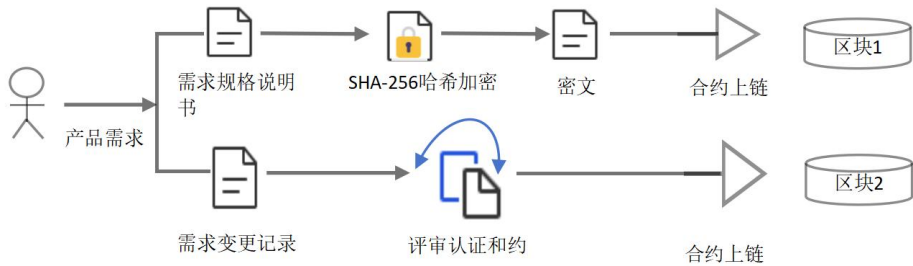 区块1
需求规格说明
书
SHA-256哈希加密
密文
合约上链
产品需求
区块2
需求变更记录
评审认证和约
合约上链